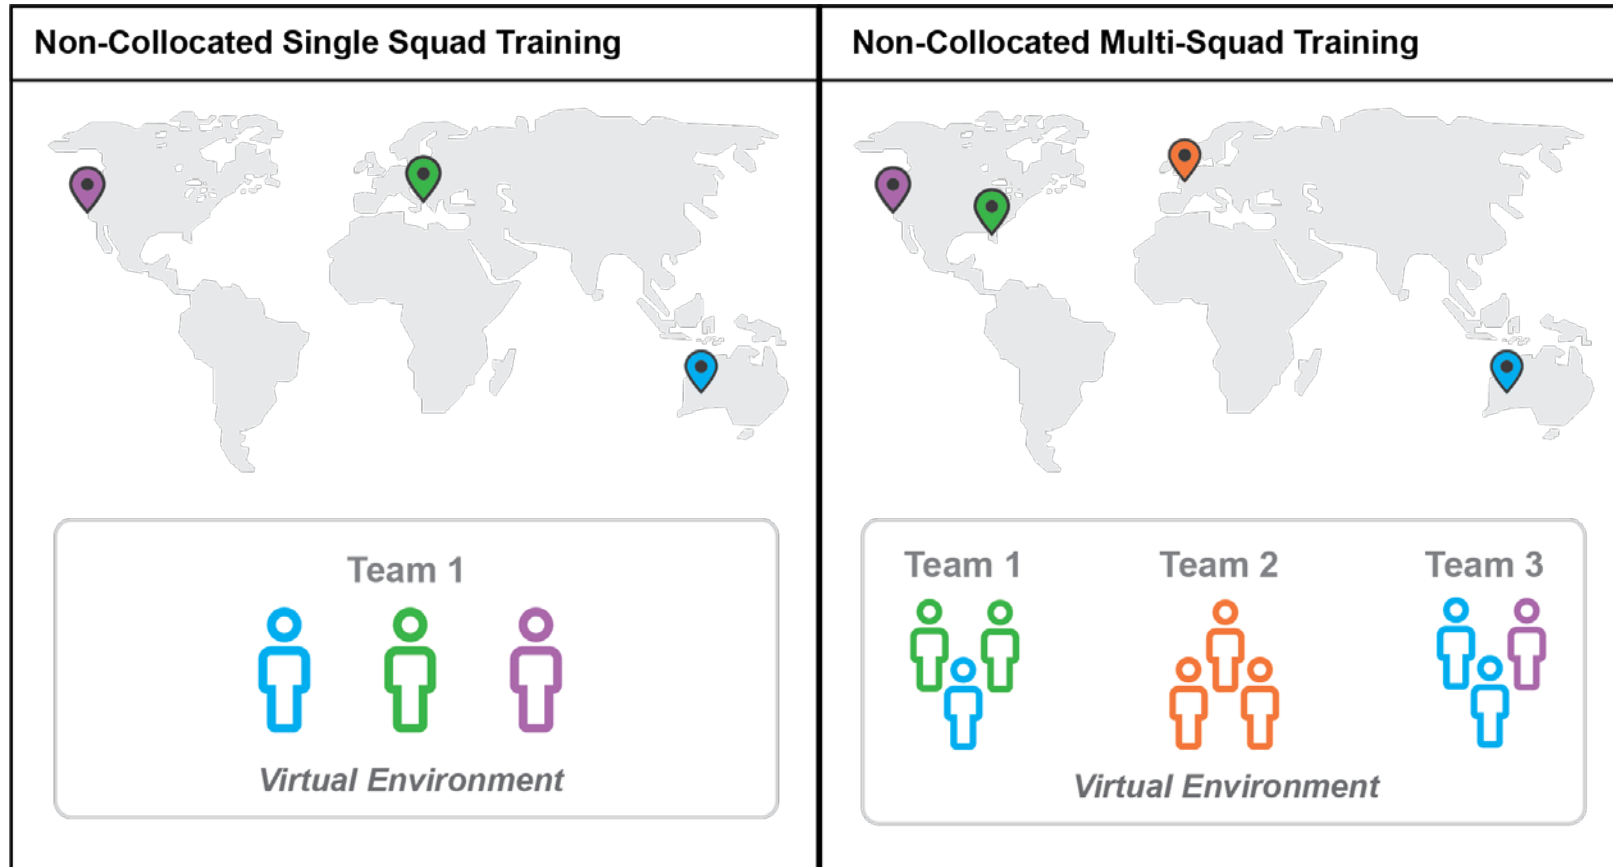 Non-Collocated Single Squad Training
Non-Collocated Multi-Squad Training
Team 1
Virtual Environment
Team 1
Team 2
Team 3
Virtual Environment